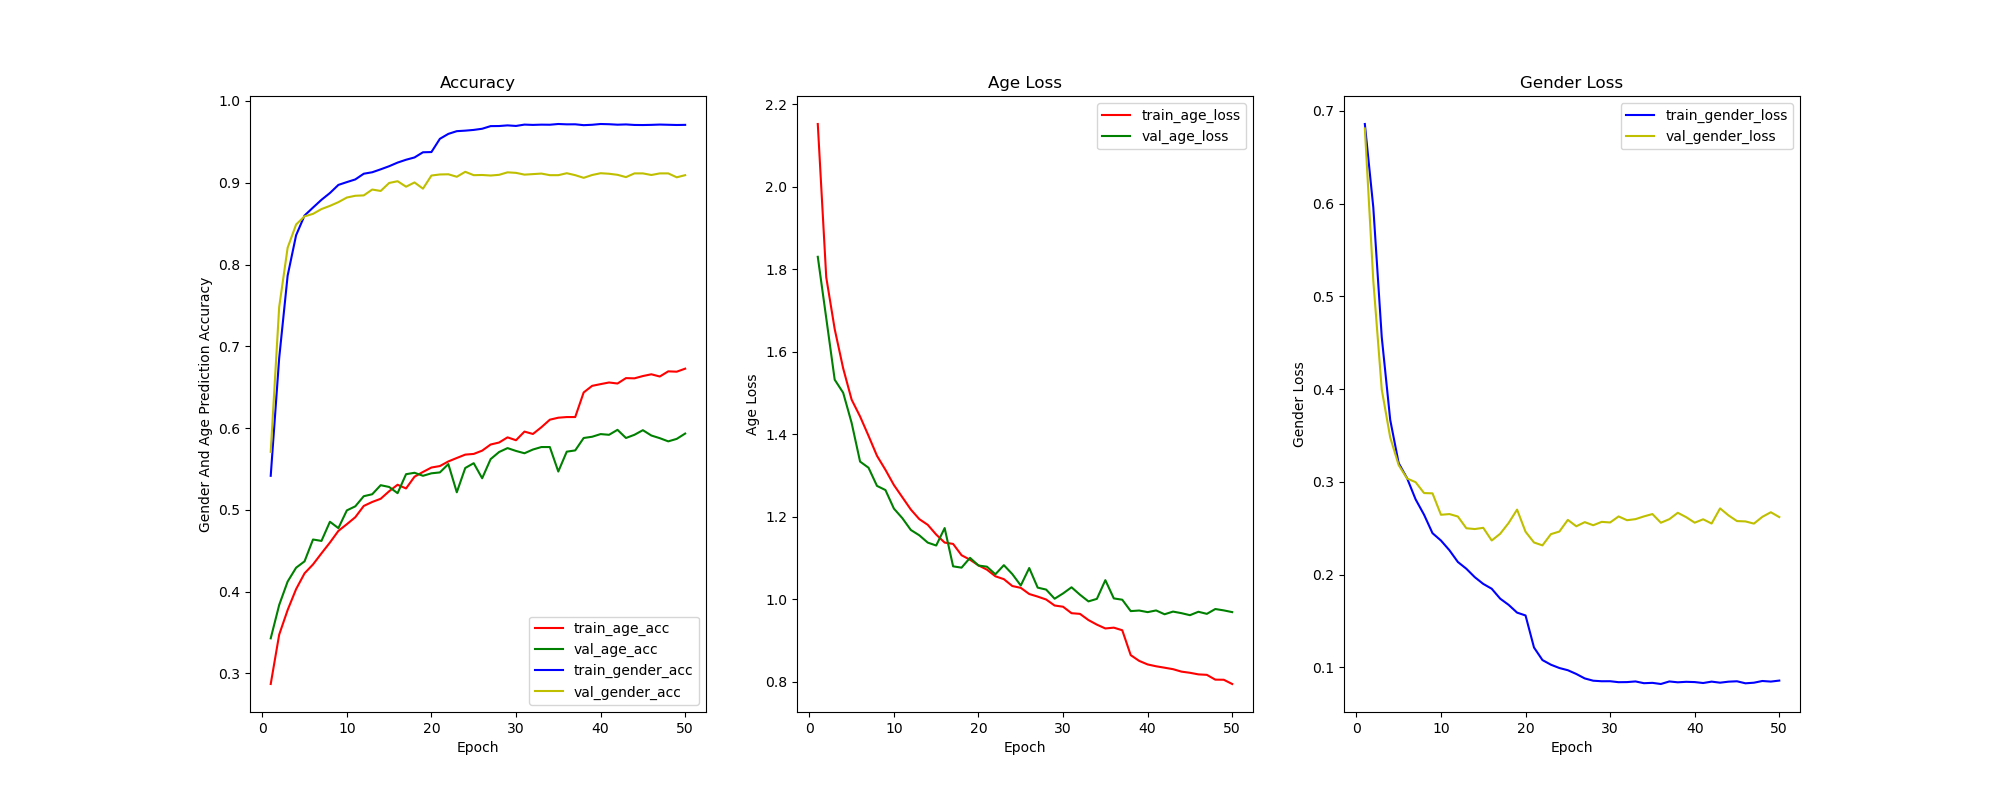 Accuracy
Gender And Age Prediction Accuracy
1.0
0.9
0.8
0.7
0.6
0.5
0.4
0.3
train_age_acc
val_age_acc
train_gender_acc
val_gender_acc
0 10 20 30 40 50
Epoch
Age Loss
Age Loss
2.2
2.0
1.8
1.6
1.4
1.2
1.0
0.8
train_age_loss
val_age_loss
0 10 20 30 40 50
Epoch
Gender Loss
Gender Loss
0.7
0.6
0.5
0.4
0.3
0.2
0.1
train_gender_loss
val_gender_loss
0 10 20 30 40 50
Epoch